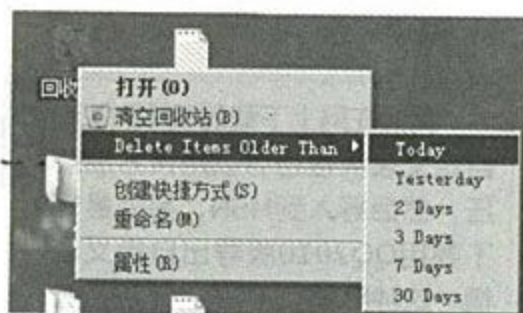 回收
打开(O)
清空回收站(B)
Delete Items Older Than
创建快捷方式(S)
重命名(M)
属性(R)
Today
Yesterday
2 Days
3 Days
7 Days
30 Days